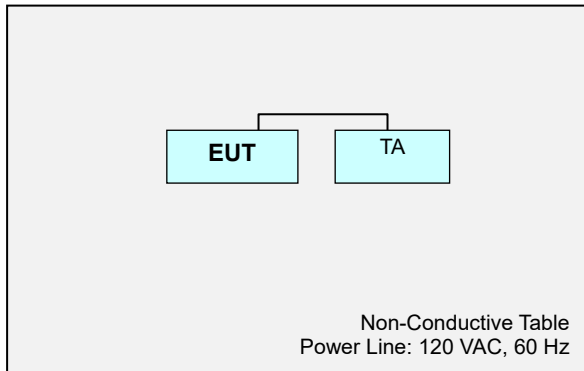 EUT
TA
Non-Conductive Table
Power Line: 120 VAC, 60 Hz